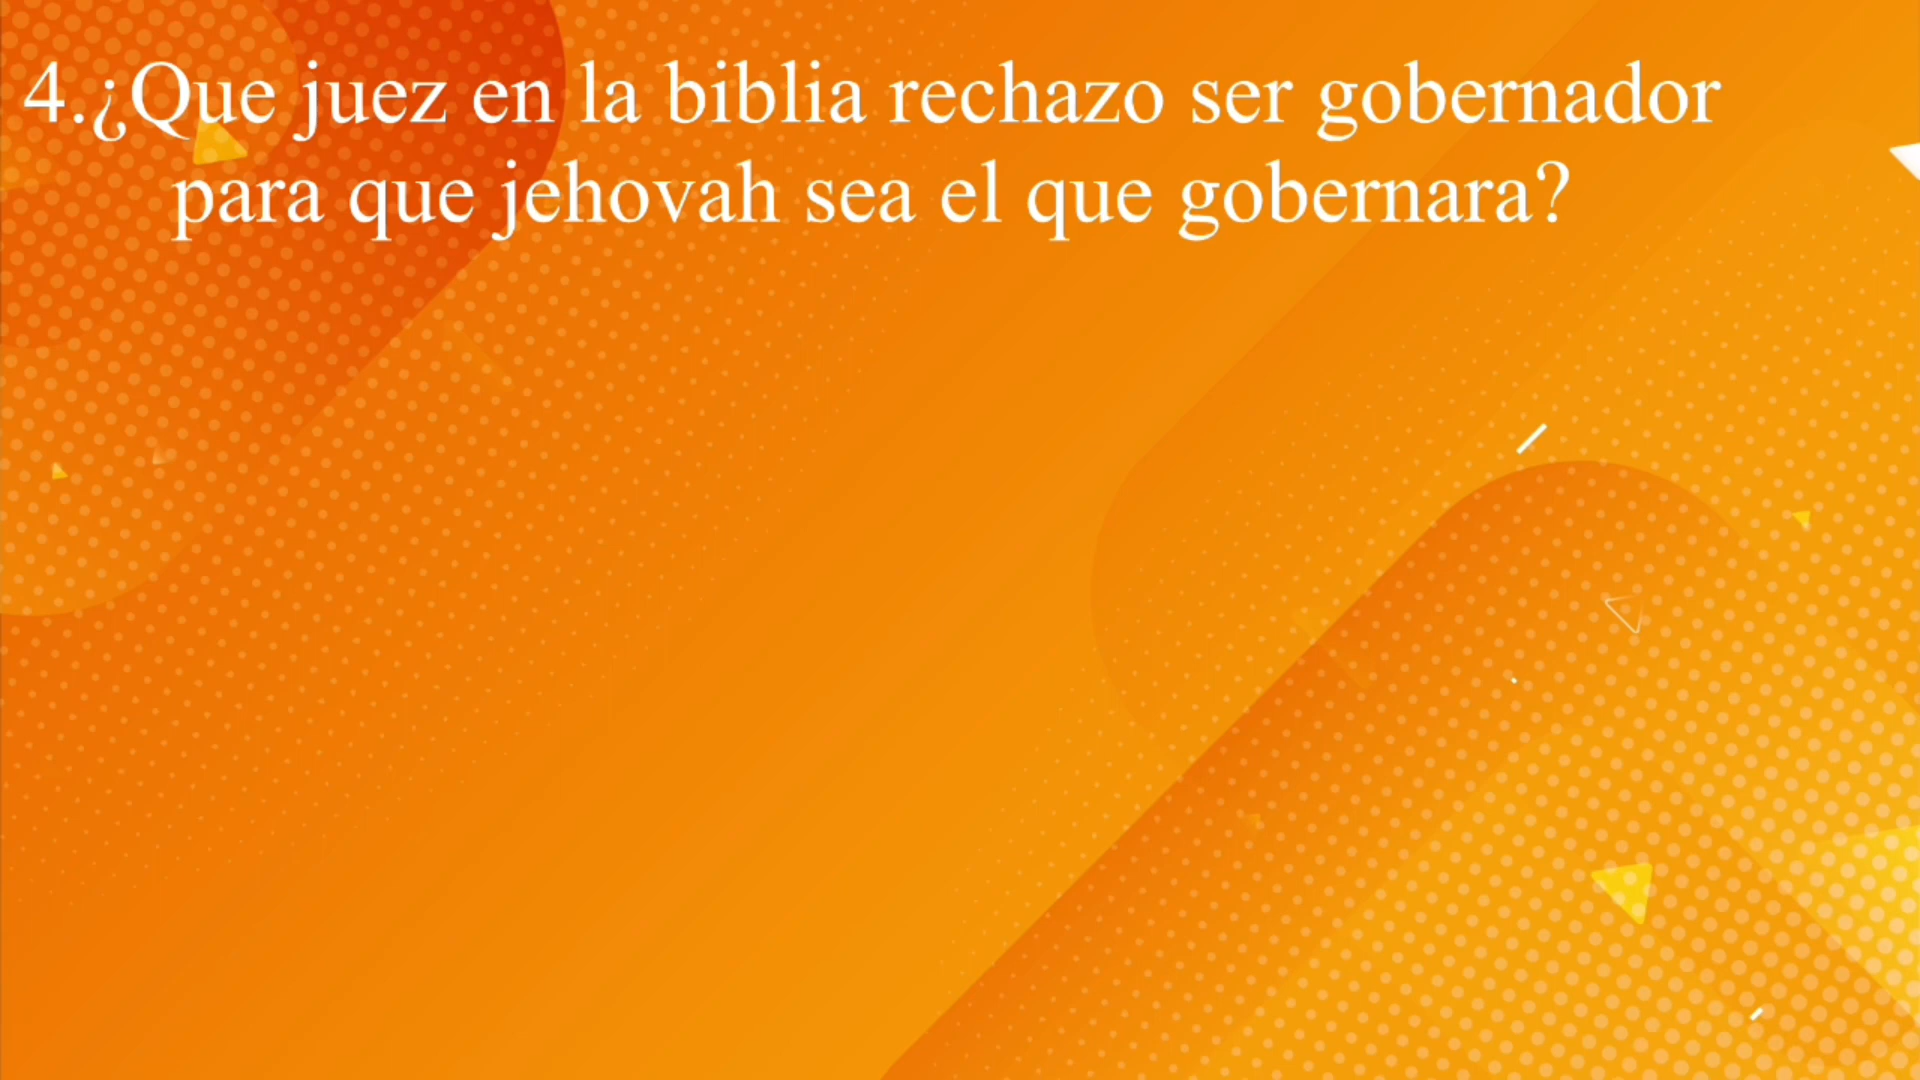 4.¿Que juez en la biblia rechazo ser gobernador
para que jehovah sea el que gobernara?